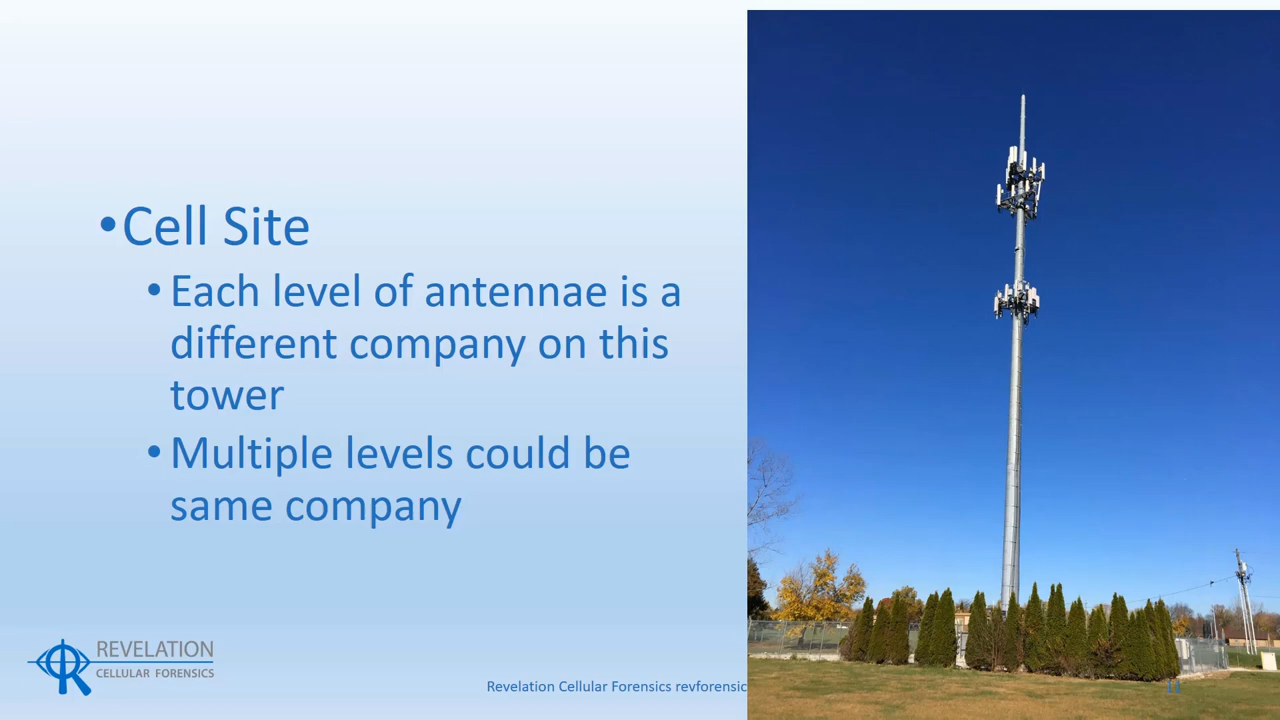 •Cell Site
• Each level of antennae is a
different company on this
tower
• Multiple levels could be
same company
REVELATION
CELLULAR FORENSICS
Revelation Cellular Forensics revforensic